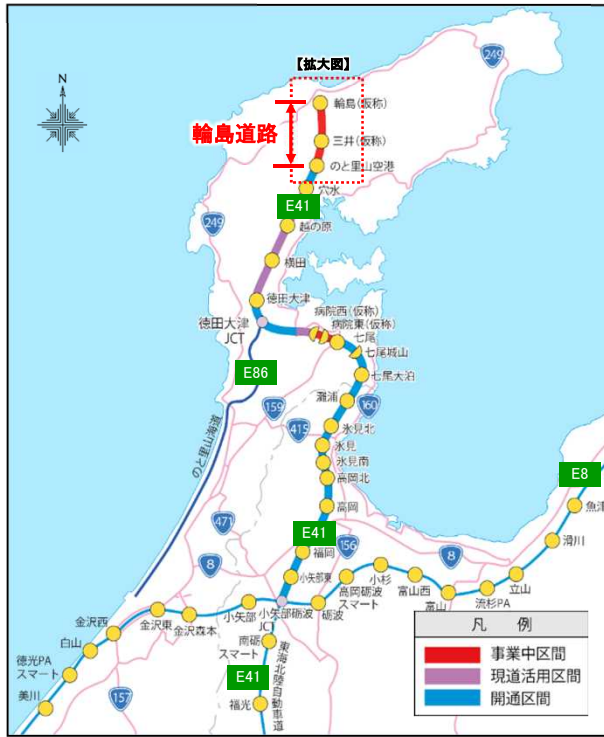 【拡大図】
249
N
輪島(仮称)
輪島道路
三井(仮称)
のと里山空港
穴水
E41
249
越の原
横田
徳田大津
徳田大津
JCT
病院西(仮称)
病院東(仮称)
七尾
七尾城山
E86
七尾大泊
灘浦
159
160
415
氷見北
氷見
のと里山海道
氷見南
E8
高岡北
魚津
471
高岡
E41
156
8
滑川
8
福岡
小杉
小矢部東
高岡砺波
スマート
富山西
立山
金沢西
富山
流杉PA
金沢東
小矢部
小矢部砺波
JCT
砺波
白山
金沢森本
南砺
スマート
凡 例
徳光PA
スマート
東海北陸自動車道
事業中区間
E41
現道活用区間
157
美川
福光
開通区間